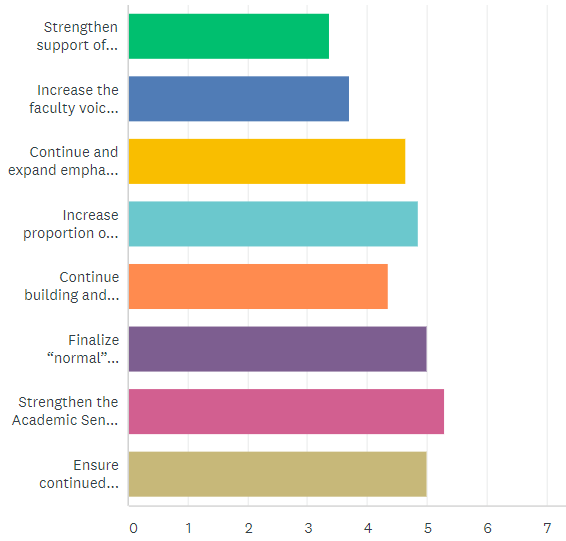 Strengthen
support of...
Increase the
faculty voic...
Continue and
expand empha...
Increase
proportion o...
Continue
building and...
Finalize
“normal”...
Strengthen the
Academic Sen...
Ensure
continued...
0 1 2 3 4 5 6 7